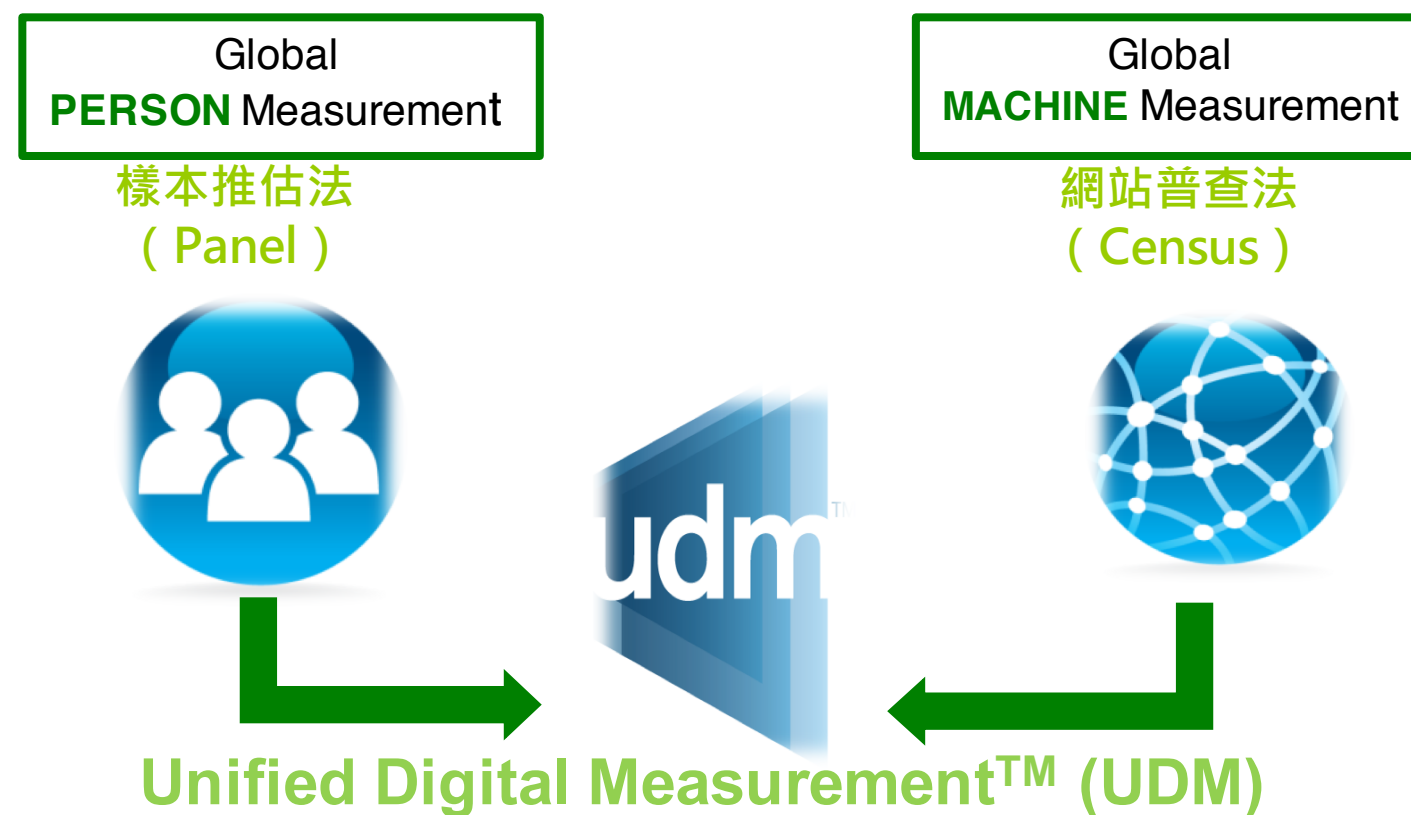 Global
PERSON Measurement
樣本推估法
( Panel )
Global
MACHINE Measurement
網站普查法
( Census )
udm™
Unified Digital Measurement™ (UDM)